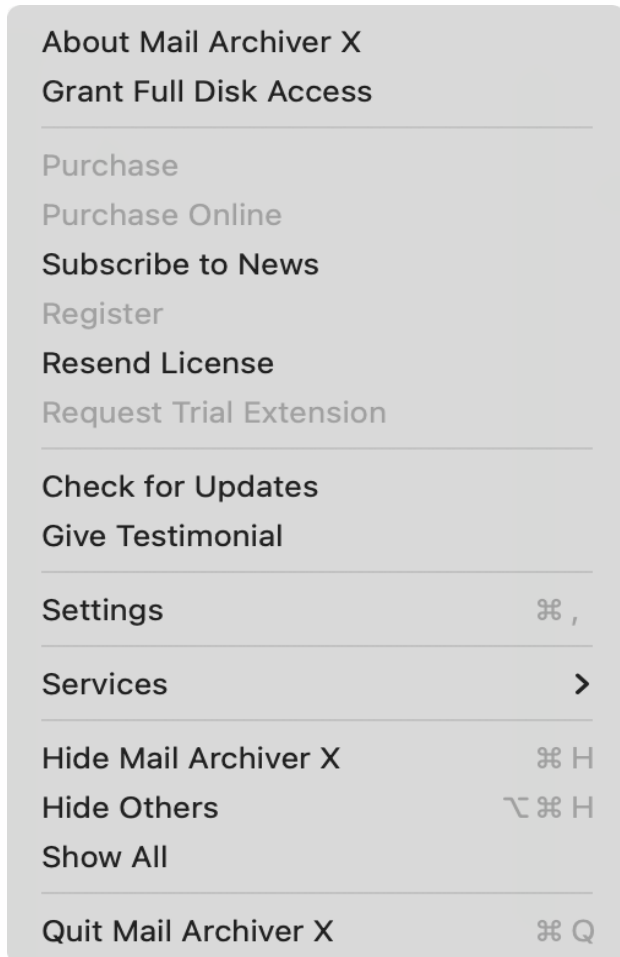 About Mail Archiver X
Grant Full Disk Access
Purchase
Purchase Online
Subscribe to News
Register
Resend License
Request Trial Extension
Check for Updates
Give Testimonial
Settings ⌘ ,
Services
Hide Mail Archiver X ⌘ H
Hide Others ⌥ ⌘ H
Show All
Quit Mail Archiver X ⌘ Q